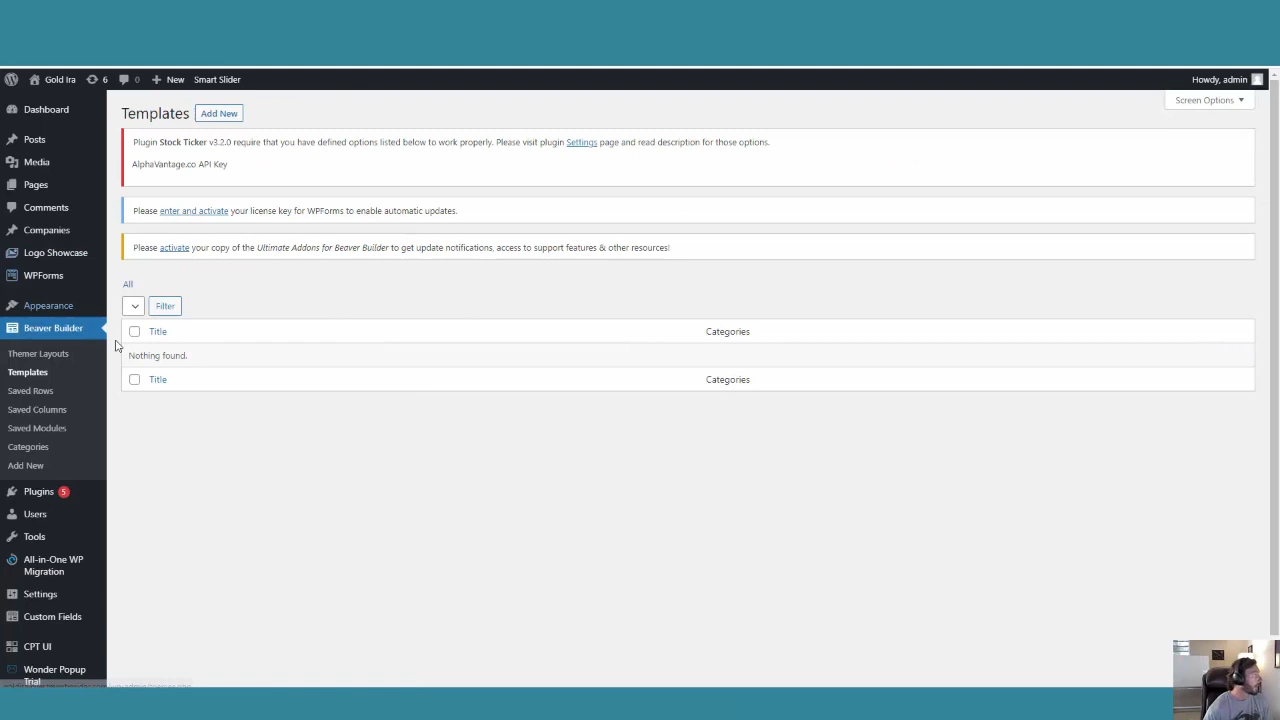 Gold Ira
6
0
New
Smart Slider
Howdy, admin
Dashboard
Posts
Media
Pages
Comments
Companies
Logo Showcase
WPForms
Appearance
Beaver Builder
Themer Layouts
Templates
Saved Rows
Saved Columns
Saved Modules
Categories
Add New
Plugins 5
Users
Tools
All-in-One WP
Migration
Settings
Custom Fields
CPT UI
Wonder Popup
Trial
Templates
Add New
Screen Options
Plugin Stock Ticker v3.2.0 require that you have defined options listed below to work properly. Please visit plugin Settings page and read description for those options.
AlphaVantage.co API Key
Please enter and activate your license key for WPForms to enable automatic updates.
Please activate your copy of the Ultimate Addons for Beaver Builder to get update notifications, access to support features & other resources!
All
Filter
Title
Categories
Nothing found.
Title
Categories